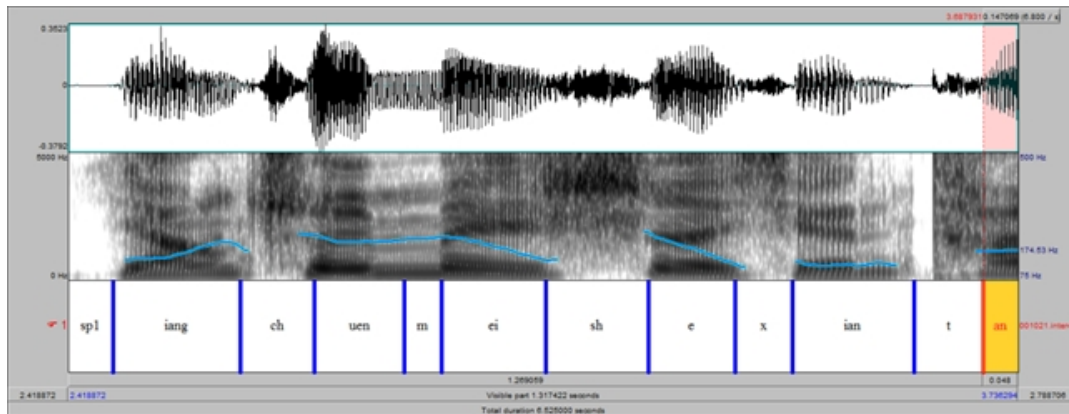 3.687931 0.147069 (6.800 / s)
0.3623
0
-0.3792
5000 Hz 500 Hz
174.53 Hz
0 Hz 75 Hz
1 sp1 iang ch uen m ei sh e x ian t an
1.269059 0.048
2.418872 2.418872 Visible part 1.317422 seconds 3.736294 2.788706
Total duration 6.525000 seconds